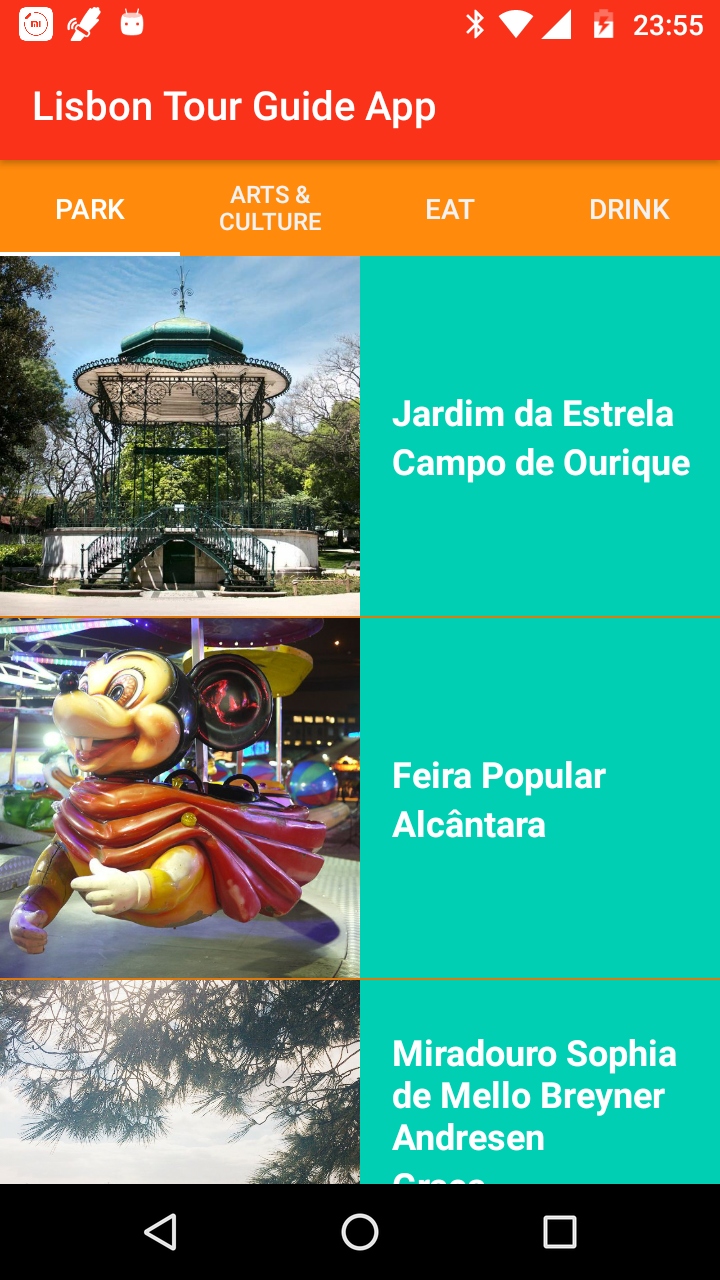 23:55
Lisbon Tour Guide App
PARK
ARTS &
CULTURE
EAT
DRINK
Jardim da Estrela
Campo de Ourique
Feira Popular
Alcântara
Miradouro Sophia
de Mello Breyner
Andresen